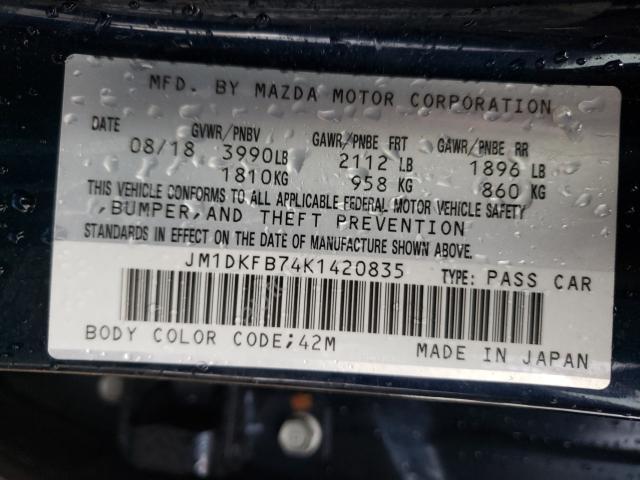 MFD. BY MAZDA MOTOR CORPORATION
DATE GVWR/PNBV GAWR/PNBE FRT GAWR/PNBE RR
08/18 3990LB 2112 LB 1896 LB
1810KG 958 KG 860 KG
THIS VEHICLE CONFORMS TO ALL APPLICABLE FEDERAL MOTOR VEHICLE SAFETY
,BUMPER,AND THEFT PREVENTION
STANDARDS IN EFFECT ON THE DATE OF MANUFACTURE SHOWN ABOVE.
JM1DKFB74K1420835 TYPE: PASS CAR
BODY COLOR CODE;42M MADE IN JAPAN